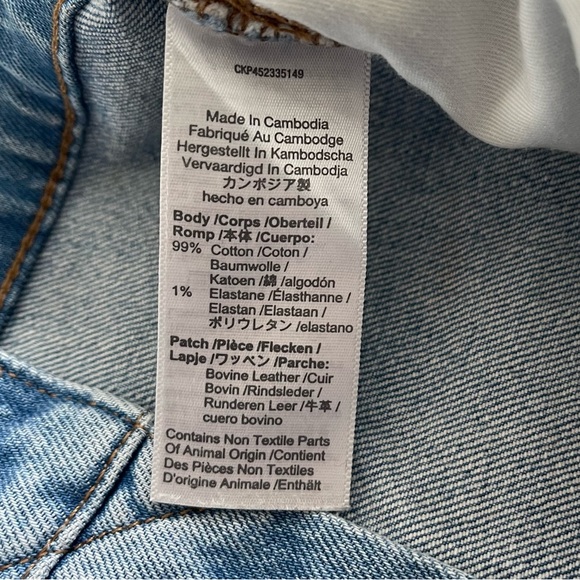 CKP452335149
Made In Cambodia
Fabriqué Au Cambodge
Hergestellt In Kambodscha
Vervaardigd In Cambodja
カンボジア製
hecho en camboya
Body /Corps /Oberteil /
Romp /本体 /Cuerpo:
99% Cotton /Coton /
Baumwolle /
Katoen /綿 /algodón
1% Elastane /Élasthanne /
Elastan /Elastaan /
ポリウレタン /elastano
Patch /Pièce /Flecken /
Lapje /ワッペン /Parche:
Bovine Leather /Cuir
Bovin /Rindsleder /
Runderen Leer /牛革 /
cuero bovino
Contains Non Textile Parts
Of Animal Origin /Contient
Des Pièces Non Textiles
D'origine Animale /Enthält